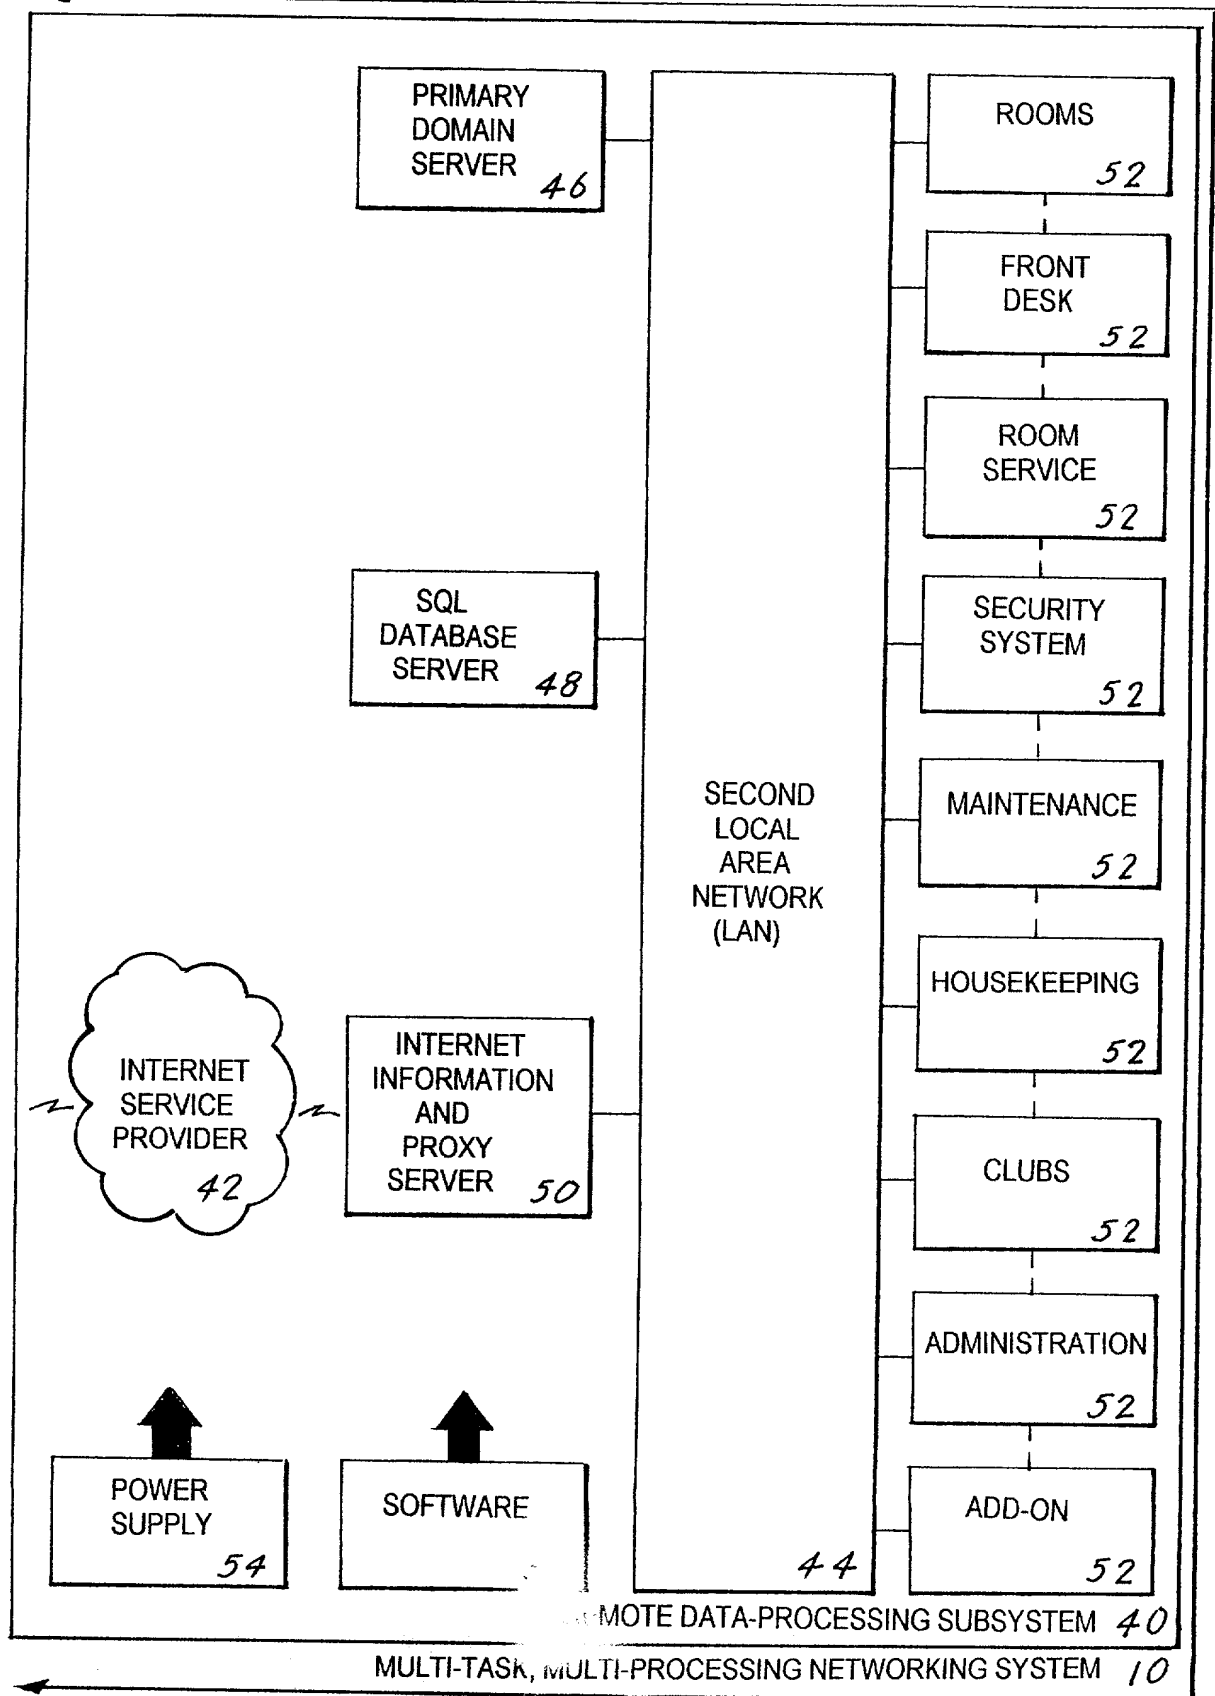 PRIMARY
DOMAIN
SERVER
46
SQL
DATABASE
SERVER
48
INTERNET
SERVICE
PROVIDER
42
INTERNET
INFORMATION
AND
PROXY
SERVER
50
POWER
SUPPLY
54
SOFTWARE
SECOND
LOCAL
AREA
NETWORK
(LAN)
44
ROOMS
52
FRONT
DESK
52
ROOM
SERVICE
52
SECURITY
SYSTEM
52
MAINTENANCE
52
HOUSEKEEPING
52
CLUBS
52
ADMINISTRATION
52
ADD-ON
52
MOTE DATA-PROCESSING SUBSYSTEM 40
MULTI-TASK, MULTI-PROCESSING NETWORKING SYSTEM 10